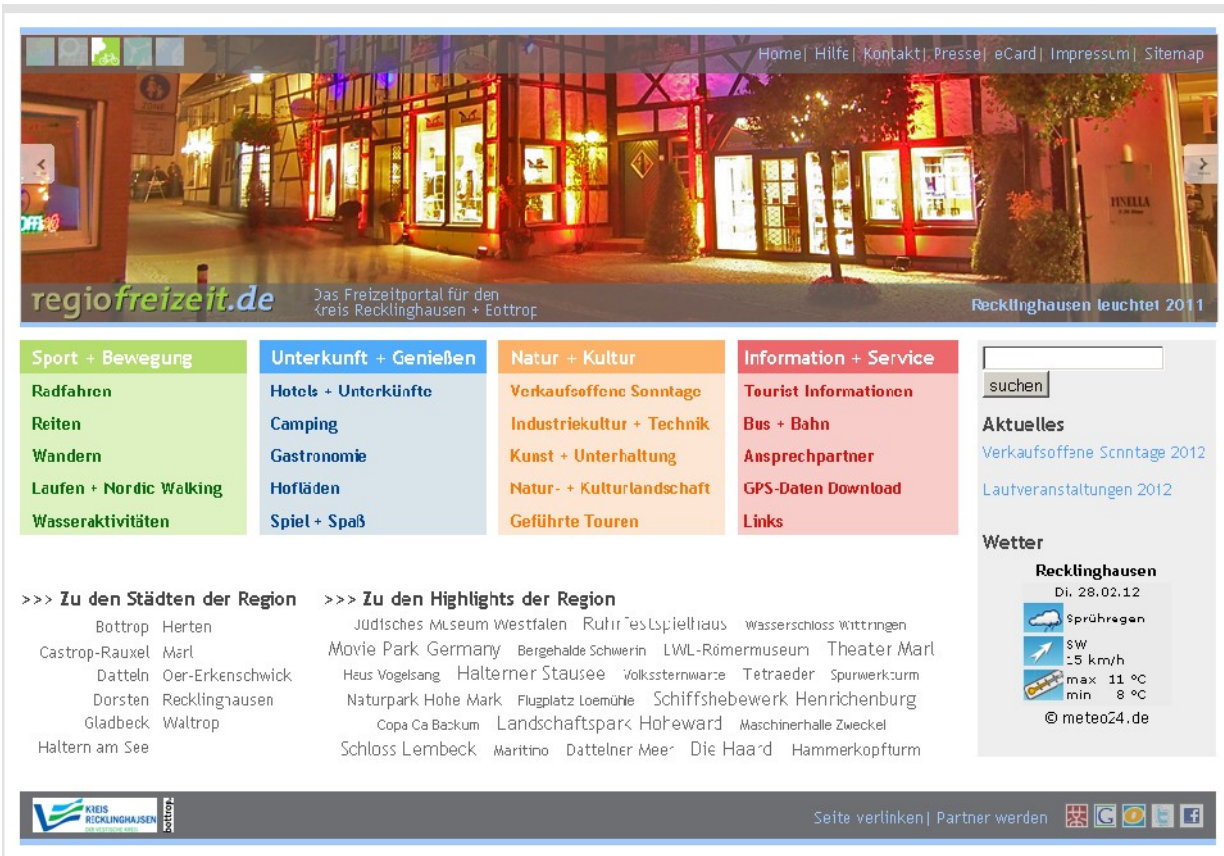 Home| Hilfe| Kontakt| Presse| eCard| Impressum| Sitemap
ZONE
TINELLA
regiofreizeit.de
Das Freizeitportal für den
Kreis Recklinghausen + Bottrop
Recklinghausen leuchtet 2011
Sport + Bewegung
Radfahren
Reiten
Wandern
Laufen + Nordic Walking
Wasseraktivitäten
Unterkunft + Genießen
Hotels + Unterkünfte
Camping
Gastronomie
Hofläden
Spiel + Spaß
Natur + Kultur
Verkaufsoffene Sonntage
Industriekultur + Technik
Kunst + Unterhaltung
Natur- + Kulturlandschaft
Geführte Touren
Information + Service
Tourist Informationen
Bus + Bahn
Ansprechpartner
GPS-Daten Download
Links
suchen
Aktuelles
Verkaufsoffene Sonntage 2012
Laufveranstaltungen 2012
Wetter
Recklinghausen
Di. 28.02.12
Sprühregen
SW
15 km/h
max 11 °C
min 8 °C
© meteo24.de
>>> Zu den Städten der Region
Bottrop Herten
Castrop-Rauxel Marl
Datteln Oer-Erkenschwick
Dorsten Recklinghausen
Gladbeck Waltrop
Haltern am See
>>> Zu den Highlights der Region
Jüdisches Museum Westfalen Ruhrfestspielhaus Wasserschloss Wittringen
Movie Park Germany Bergehalde Schwerin LWL-Römermuseum Theater Marl
Haus Vogelsang Halterner Stausee Volkssternwarte Tetraeder Spurwerkturm
Naturpark Hohe Mark Flugplatz Loemühle Schiffshebewerk Henrichenburg
Copa Ca Backum Landschaftspark Hoheward Maschinenhalle Zweckel
Schloss Lembeck Maritimo Dattelner Meer Die Haard Hammerkopfturm
KREIS
RECKLINGHAUSEN
DER VESTISCHE KREIS
bottrop.
Seite verlinken| Partner werden